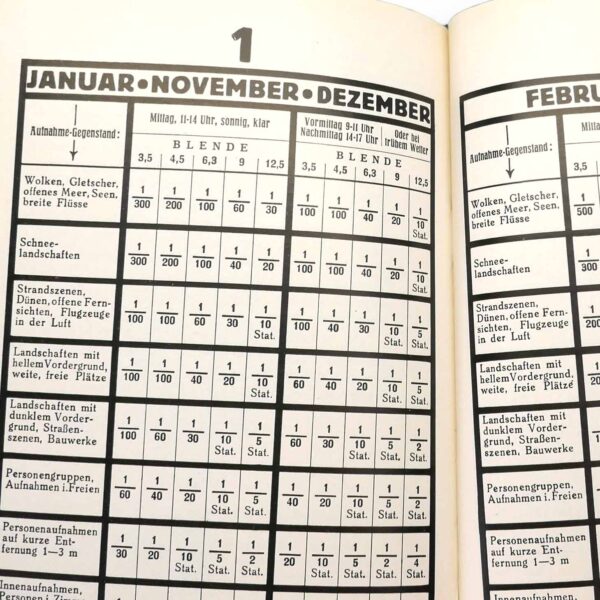 1
JANUAR•NOVEMBER•DEZEMBER
Aufnahme-Gegenstand:
Mittag, 11-14 Uhr, sonnig, klar
BLENDE
3,5 4,5 6,3 9 12,5
Vormittag 9-11 Uhr
Nachmittag 14-17 Uhr
Oder bei
trübem Wetter
BLENDE
3,5 4,5 6,3 9 12,5
Wolken, Gletscher,
offenes Meer, Seen,
breite Flüsse
1/300 1/200 1/100 1/60 1/30 1/100 1/100 1/40 1/20 1/10 Stat.
Schnee-
landschaften
1/300 1/200 1/100 1/40 1/20 1/100 1/100 1/40 1/20 1/10 Stat.
Strandszenen,
Dünen, offene Fern-
sichten, Flugzeuge
in der Luft
1/100 1/100 1/60 1/30 1/10 Stat. 1/100 1/60 1/30 1/20 1/10 Stat.
Landschaften mit
hellem Vordergrund,
weite, freie Plätze
1/100 1/100 1/40 1/20 1/10 Stat. 1/60 1/40 1/20 1/10 Stat. 1/5 Stat.
Landschaften mit
dunklem Vorder-
grund, Straßen-
szenen, Bauwerke
1/100 1/60 1/30 1/10 Stat. 1/5 Stat. 1/60 1/30 1/10 Stat. 1/5 Stat. 1/2 Stat.
Personengruppen,
Aufnahmen i. Freien
1/60 1/40 1/20 1/10 Stat. 1/5 Stat. 1/40 1/20 1/10 Stat. 1/5 Stat. 1/2 Stat.
Personenaufnahmen
auf kurze Ent-
fernung 1—3 m
1/30 1/20 1/10 Stat. 1/5 Stat. 1/2 Stat. 1/20 1/10 Stat. 1/5 Stat. 1/2 Stat. 1/4 Stat.
Innenaufnahmen,
FEBRU
Aufnahme-
Gegenstand:
3,5
Wolken, Gletscher,
offenes Meer, Seen,
breite Flüsse
1/500
Schnee-
landschaften
1/300
Strandszenen,
Dünen, offene Fern-
sichten, Flugzeuge
in der Luft
Landschaften mit
hellem Vordergrund,
weite, freie Plätze
Landschaften mit
dunklem Vorder-
grund, Straßen-
szenen, Bauwerke
Personengruppen,
Aufnahmen i. Freien
Personenaufnahmen
auf kurze Ent-
fernung 1—3 m
Innenaufnahmen,